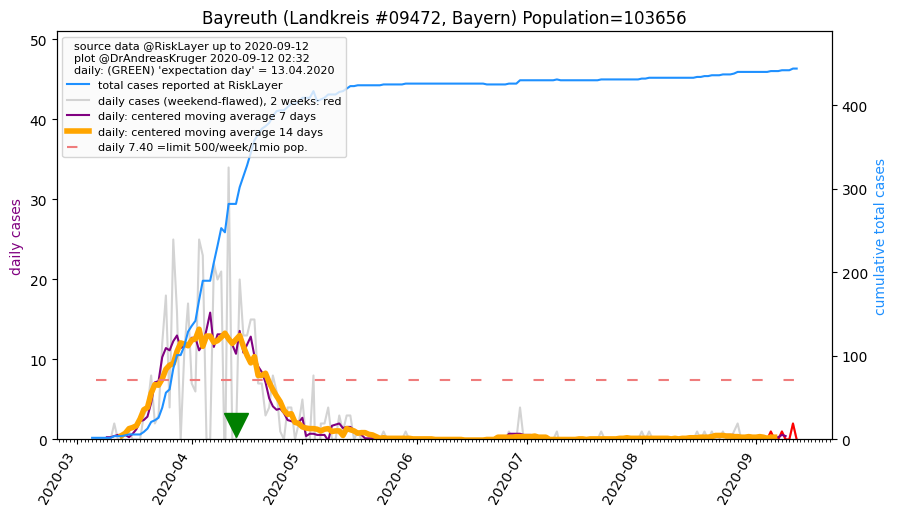 Bayreuth (Landkreis #09472, Bayern) Population=103656
source data @RiskLayer up to 2020-09-12
plot @DrAndreasKruger 2020-09-12 02:32
daily: (GREEN) 'expectation day' = 13.04.2020
total cases reported at RiskLayer
daily cases (weekend-flawed), 2 weeks: red
daily: centered moving average 7 days
daily: centered moving average 14 days
daily 7.40 =limit 500/week/1mio pop.
daily cases
50
40
30
20
10
0
cumulative total cases
400
300
200
100
0
2020-03
2020-04
2020-05
2020-06
2020-07
2020-08
2020-09